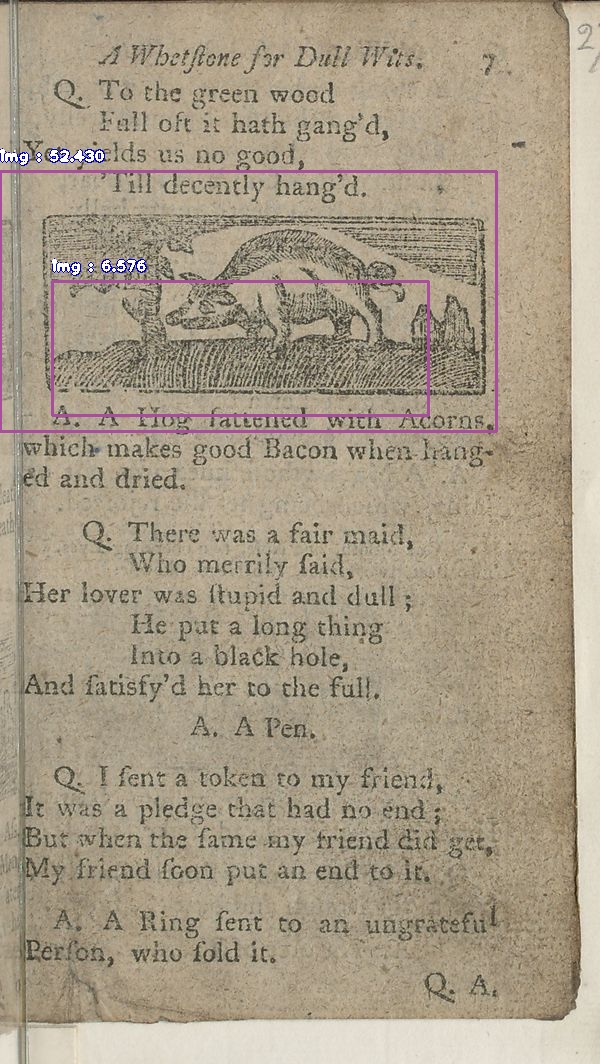 A Whetſtone for Dull Wits. 7
Q. To the green wood
Full oft it hath gang'd,
Yet yields us no good,
'Till decently hang'd.
Img : 52.430
Img : 6.576
A. A Hog fattened with Acorns,
which makes good Bacon when hang-
ed and dried.
Q. There was a fair maid,
Who merrily ſaid,
Her lover was ſtupid and dull ;
He put a long thing
Into a black hole,
And ſatisfy'd her to the full.
A. A Pen.
Q. I ſent a token to my friend,
It was a pledge that had no end ;
But when the ſame my friend did get,
My friend ſoon put an end to it.
A. A Ring ſent to an ungrateful
Perſon, who ſold it.
Q. A.